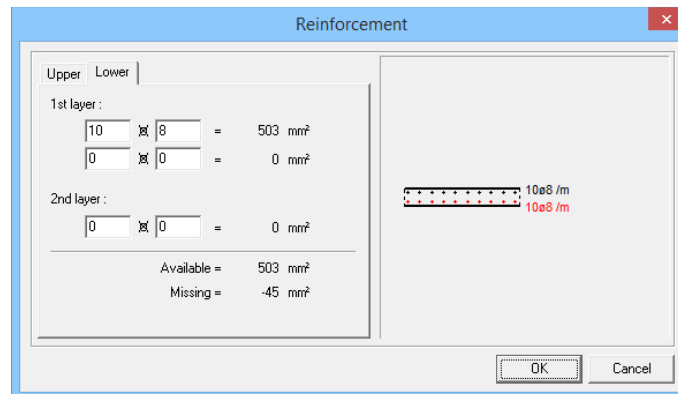 Reinforcement
Upper Lower
1st layer :
10 ¤ 8 = 503 mm²
0 ¤ 0 = 0 mm²
2nd layer :
0 ¤ 0 = 0 mm²
Available = 503 mm²
Missing = -45 mm²
10ø8 /m
10ø8 /m
OK Cancel